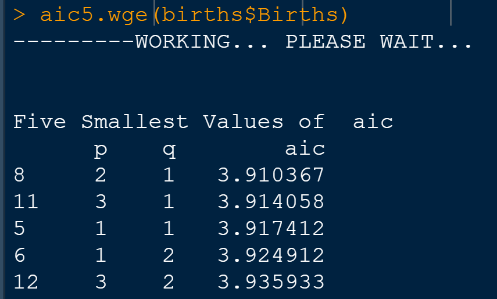 > aic5.wge(births$Births)
---------WORKING... PLEASE WAIT...
Five Smallest Values of  aic
      p    q        aic
8     2    1   3.910367
11    3    1   3.914058
5     1    1   3.917412
6     1    2   3.924912
12    3    2   3.935933